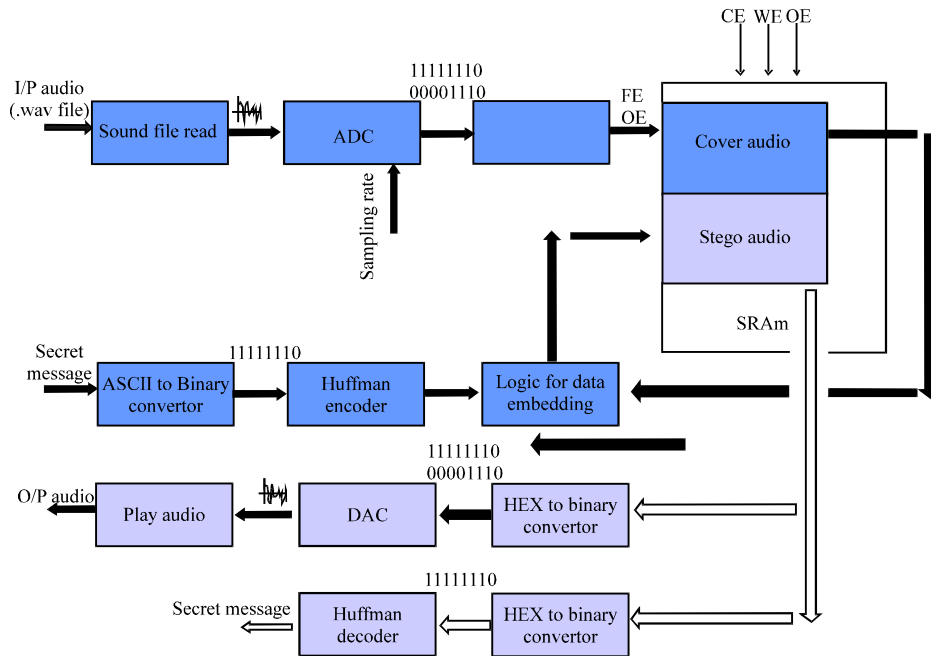 CE WE OE
11111110
00001110
I/P audio
(.wav file)
Sound file read
ADC
FE
OE
Cover audio
Sampling rate
Stego audio
SRAm
Secret
message
11111110
ASCII to Binary
convertor
Huffman
encoder
Logic for data
embedding
11111110
00001110
O/P audio
Play audio
DAC
HEX to binary
convertor
11111110
Secret message
Huffman
decoder
HEX to binary
convertor